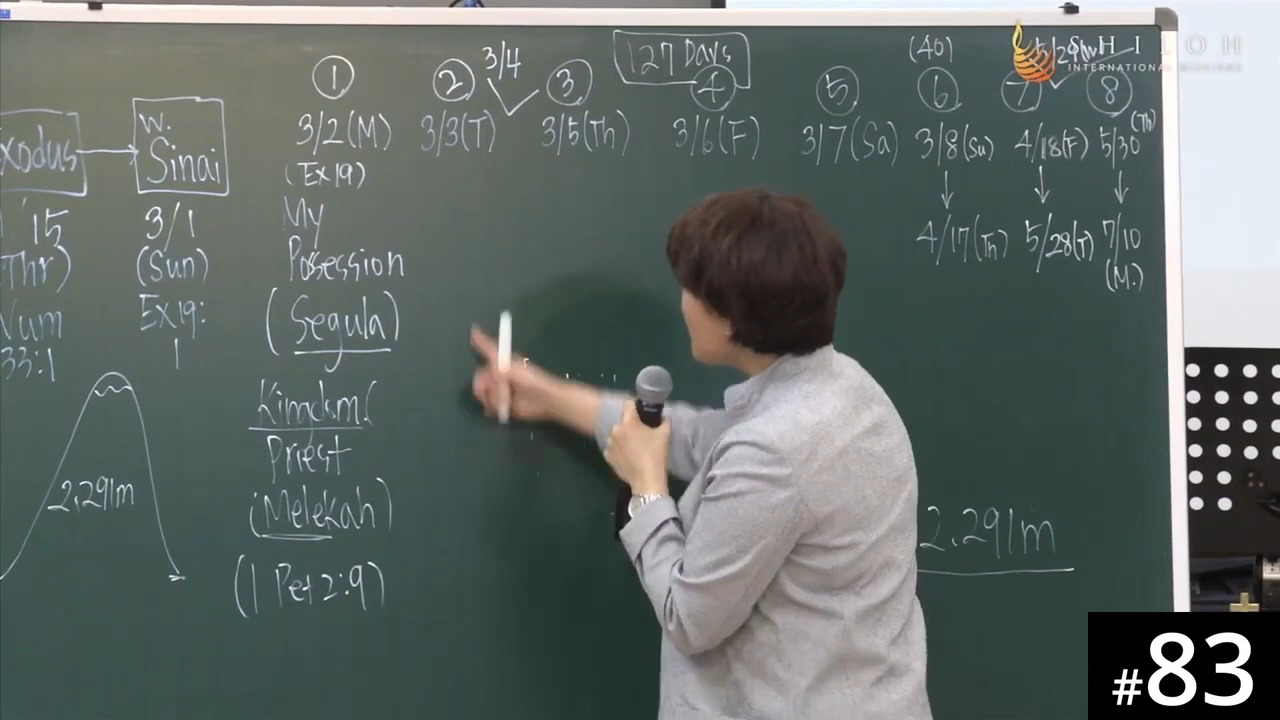 SHILOH
INTERNATIONAL MISSIONS
127 Days
3/4
(40)
① ② ③ ④ ⑤ ⑥ ⑦ ⑧
3/2(M) 3/3(T) 3/5(Th) 3/6(F) 3/7(Sa) 3/8(Su) 4/18(F) 5/30(Th)
4/17(Th) 5/28(T) 7/10
(M.)
xodus
W.
Sinai
15
Thr)
Num
33:1
3/1
(Sun)
Ex19:
1
(Ex19)
My
Possession
(Segula)
Kingdom(
Priest
(Melekah)
(1 Pet 2:9)
2.291m
2.291m
#83